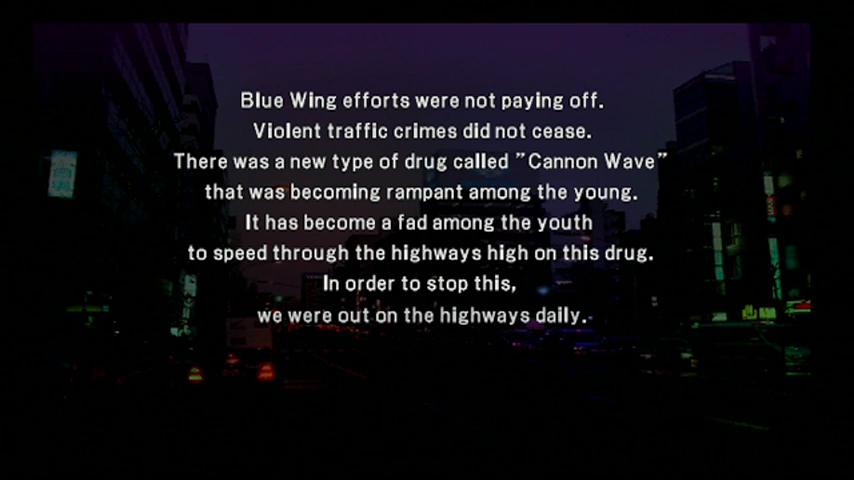 Blue Wing efforts were not paying off.
Violent traffic crimes did not cease.
There was a new type of drug called "Cannon Wave"
that was becoming rampant among the young.
It has become a fad among the youth
to speed through the highways high on this drug.
In order to stop this,
we were out on the highways daily.